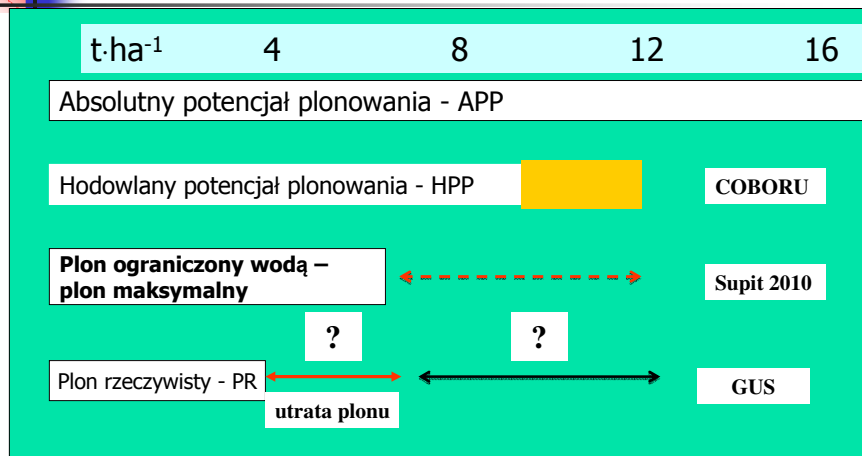 t·ha⁻¹ 4 8 12 16
Absolutny potencjał plonowania - APP
Hodowlany potencjał plonowania - HPP
COBORU
Plon ograniczony wodą –
plon maksymalny
Supit 2010
? ?
Plon rzeczywisty - PR
utrata plonu
GUS